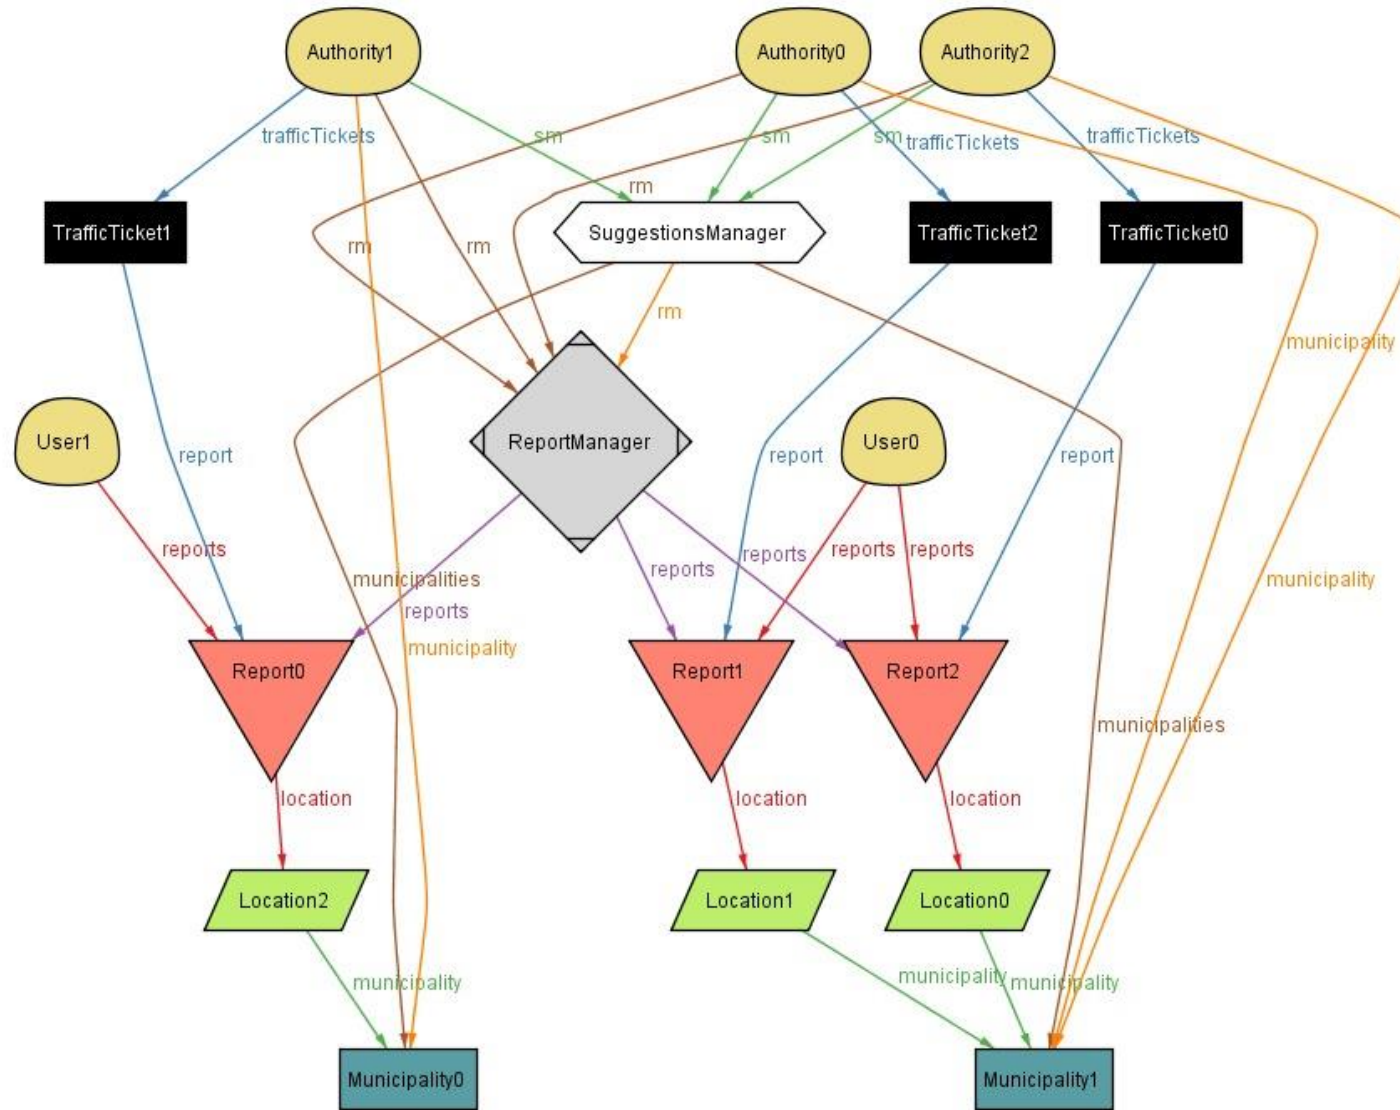 Authority1
Authority0
Authority2
trafficTickets
sm
sm
sm
trafficTickets
trafficTickets
rm
TrafficTicket1
SuggestionsManager
TrafficTicket2
TrafficTicket0
rm
rm
rm
municipality
User1
ReportManager
User0
report
report
report
reports
reports
reports
reports
reports
municipalities
municipality
reports
municipality
Report0
Report1
Report2
municipalities
location
location
location
Location2
Location1
Location0
municipality
municipality
municipality
Municipality0
Municipality1